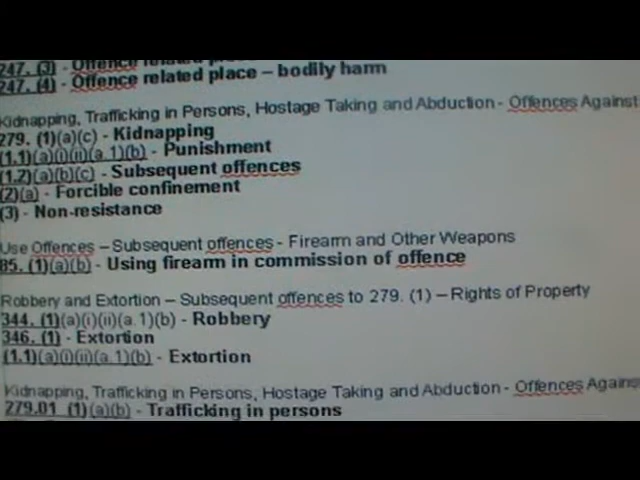 247. (3) - Offence related
247. (4) - Offence related place – bodily harm
Kidnapping, Trafficking in Persons, Hostage Taking and Abduction - Offences Against
279. (1)(a)(c) - Kidnapping
(1.1)(a)(i)(ii)(a.1)(b) - Punishment
(1.2)(a)(b)(c) - Subsequent offences
(2)(a) - Forcible confinement
(3) - Non-resistance
Use Offences – Subsequent offences - Firearm and Other Weapons
85. (1)(a)(b) - Using firearm in commission of offence
Robbery and Extortion – Subsequent offences to 279. (1) – Rights of Property
344. (1)(a)(i)(ii)(a.1)(b) - Robbery
346. (1) - Extortion
(1.1)(a)(i)(ii)(a.1)(b) - Extortion
Kidnapping, Trafficking in Persons, Hostage Taking and Abduction - Offences Agains
279.01 (1)(a)(b) - Trafficking in persons